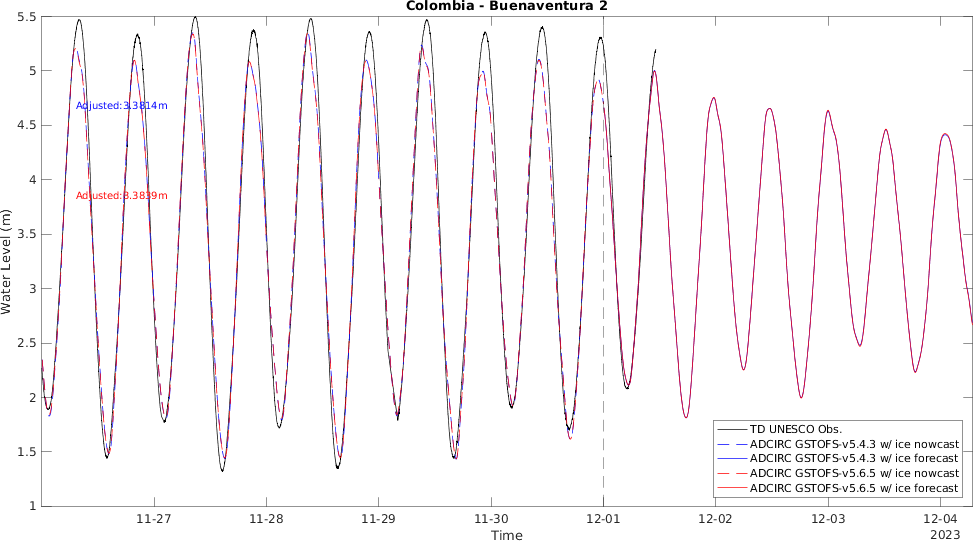 Colombia - Buenaventura 2
5.5
5
4.5
4
3.5
3
2.5
2
1.5
1
Water Level (m)
Adjusted:3.3814m
Adjusted:3.3839m
TD UNESCO Obs.
ADCIRC GSTOFS-v5.4.3 w/ ice nowcast
ADCIRC GSTOFS-v5.4.3 w/ ice forecast
ADCIRC GSTOFS-v5.6.5 w/ ice nowcast
ADCIRC GSTOFS-v5.6.5 w/ ice forecast
11-27 11-28 11-29 11-30 12-01 12-02 12-03 12-04
Time
2023